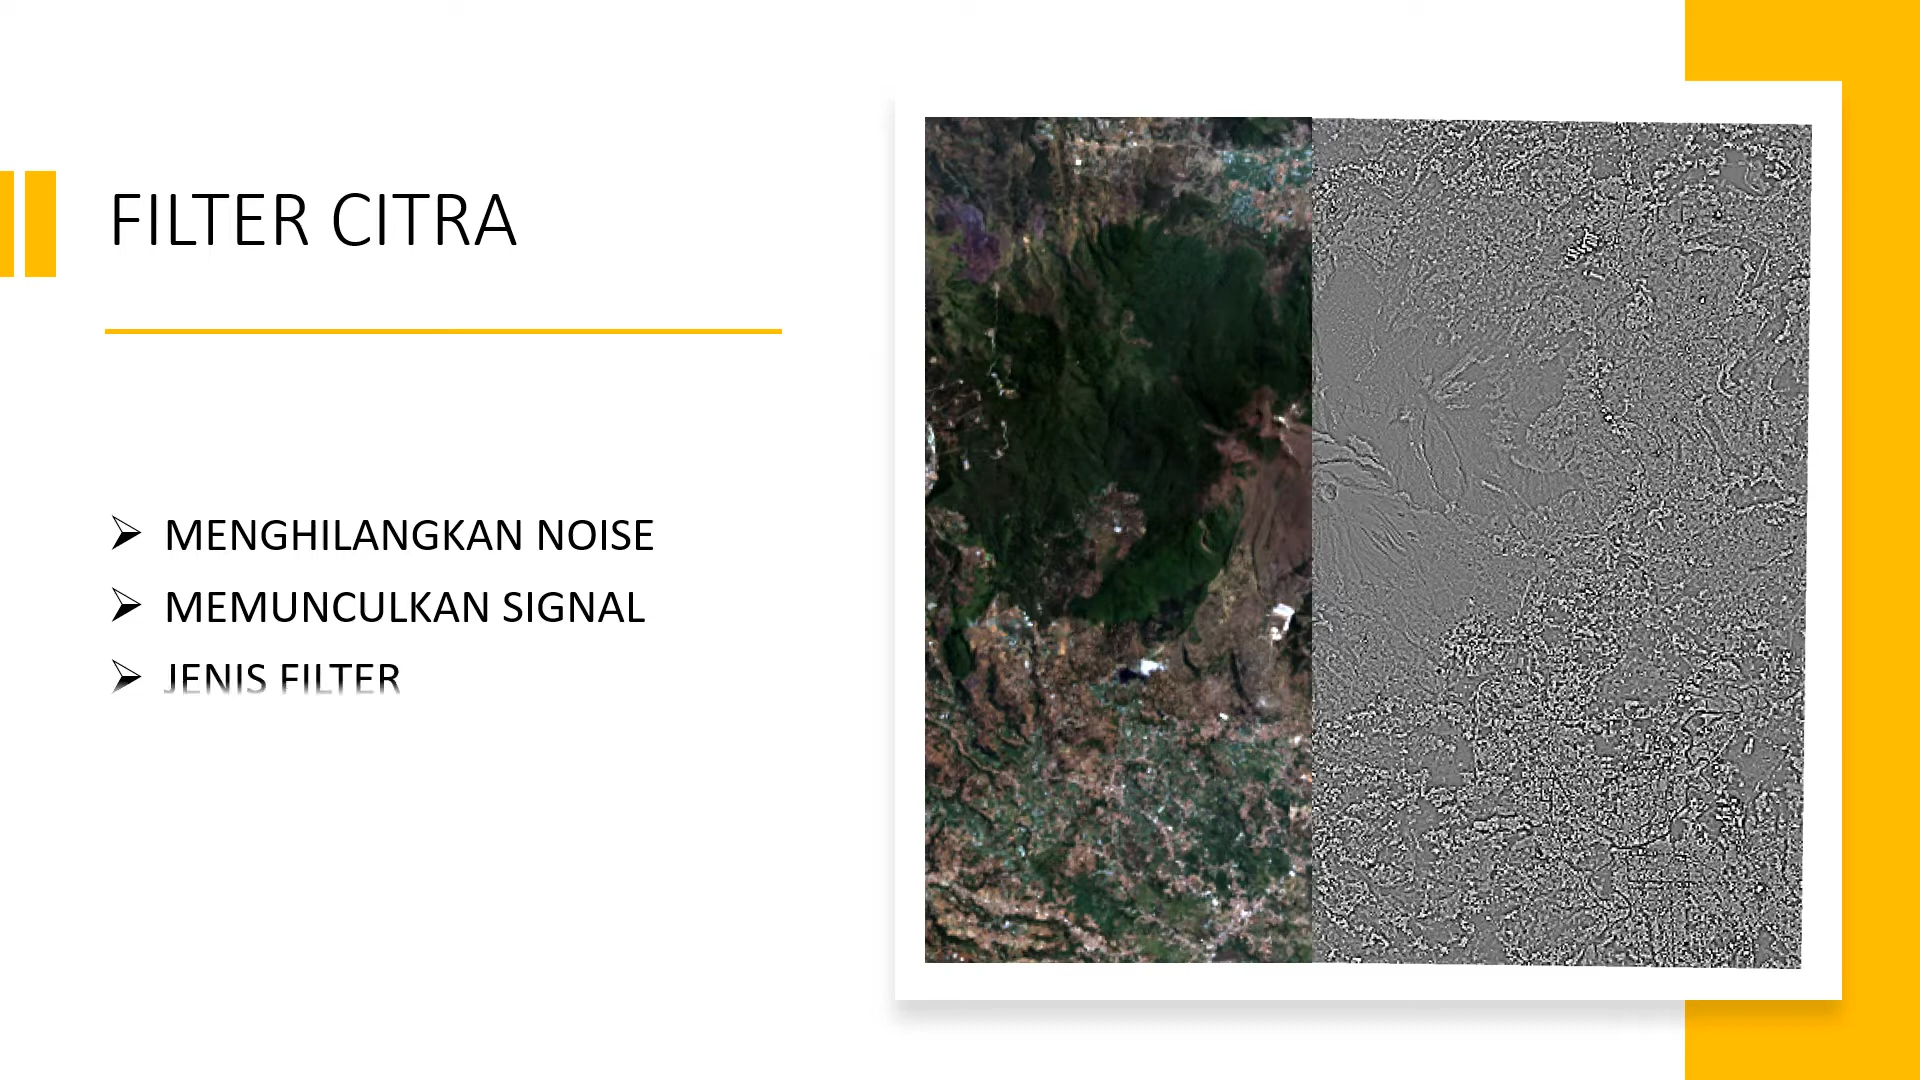 FILTER CITRA
MENGHILANGKAN NOISE
MEMUNCULKAN SIGNAL
JENIS FILTER